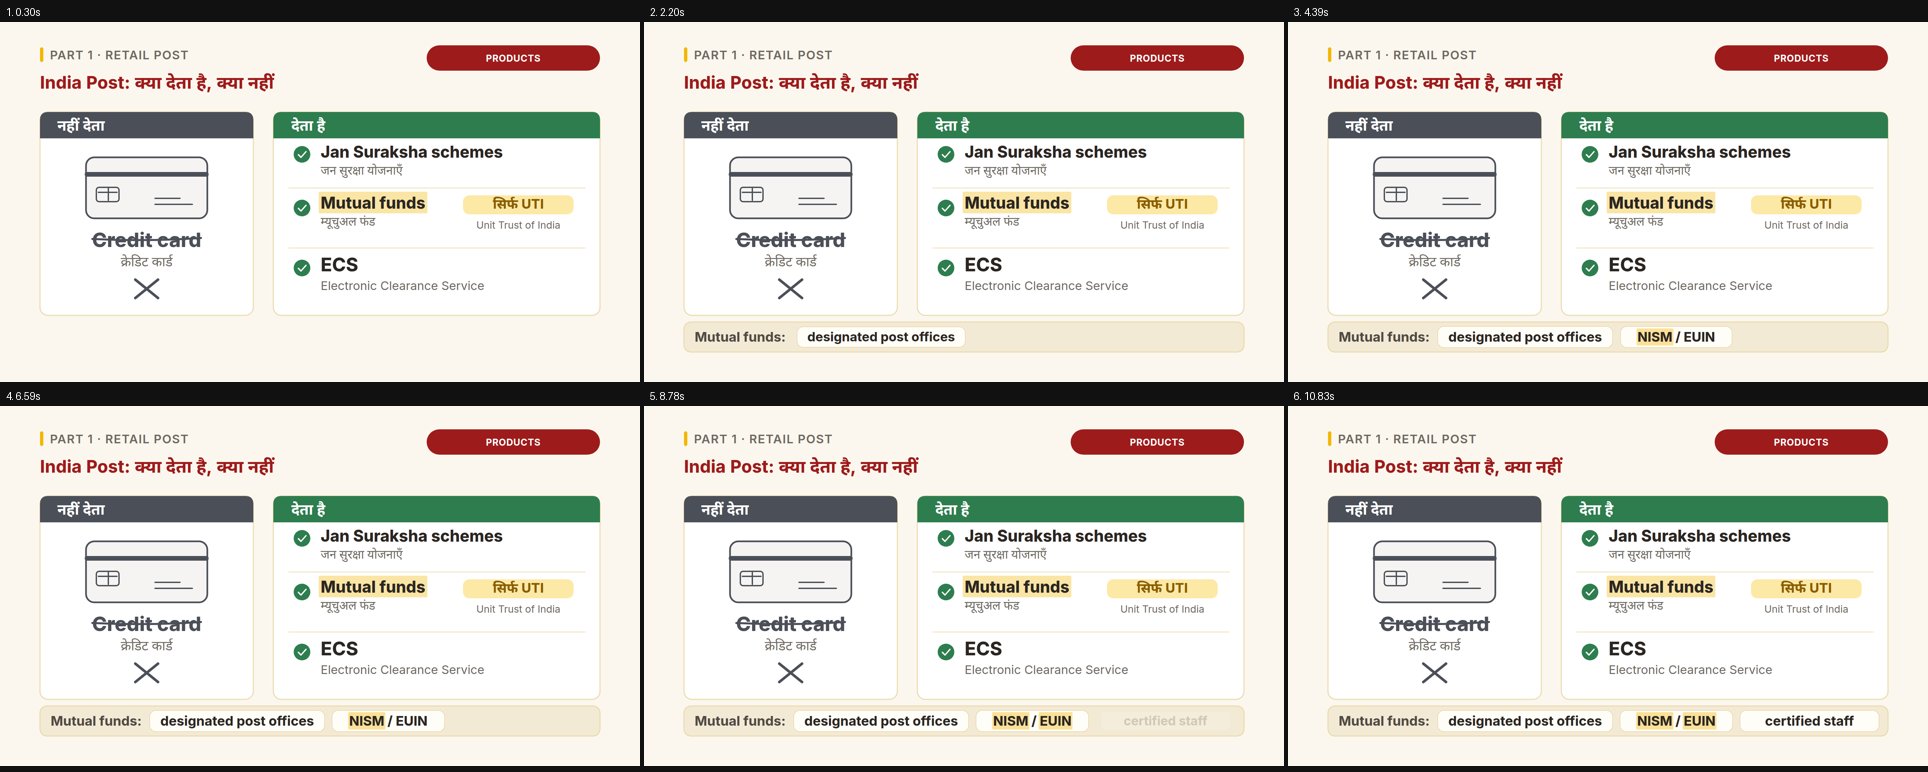 1. 0.30s
PART 1 · RETAIL POST
PRODUCTS
India Post: क्या देता है, क्या नहीं
नहीं देता
Credit card
क्रेडिट कार्ड
देता है
Jan Suraksha schemes
जन सुरक्षा योजनाएँ
Mutual funds
म्यूचुअल फंड
सिर्फ UTI
Unit Trust of India
ECS
Electronic Clearance Service
2. 2.20s
PART 1 · RETAIL POST
PRODUCTS
India Post: क्या देता है, क्या नहीं
नहीं देता
Credit card
क्रेडिट कार्ड
देता है
Jan Suraksha schemes
जन सुरक्षा योजनाएँ
Mutual funds
म्यूचुअल फंड
सिर्फ UTI
Unit Trust of India
ECS
Electronic Clearance Service
Mutual funds: designated post offices
3. 4.39s
PART 1 · RETAIL POST
PRODUCTS
India Post: क्या देता है, क्या नहीं
नहीं देता
Credit card
क्रेडिट कार्ड
देता है
Jan Suraksha schemes
जन सुरक्षा योजनाएँ
Mutual funds
म्यूचुअल फंड
सिर्फ UTI
Unit Trust of India
ECS
Electronic Clearance Service
Mutual funds: designated post offices NISM / EUIN
4. 6.59s
PART 1 · RETAIL POST
PRODUCTS
India Post: क्या देता है, क्या नहीं
नहीं देता
Credit card
क्रेडिट कार्ड
देता है
Jan Suraksha schemes
जन सुरक्षा योजनाएँ
Mutual funds
म्यूचुअल फंड
सिर्फ UTI
Unit Trust of India
ECS
Electronic Clearance Service
Mutual funds: designated post offices NISM / EUIN
5. 8.78s
PART 1 · RETAIL POST
PRODUCTS
India Post: क्या देता है, क्या नहीं
नहीं देता
Credit card
क्रेडिट कार्ड
देता है
Jan Suraksha schemes
जन सुरक्षा योजनाएँ
Mutual funds
म्यूचुअल फंड
सिर्फ UTI
Unit Trust of India
ECS
Electronic Clearance Service
Mutual funds: designated post offices NISM / EUIN certified staff
6. 10.83s
PART 1 · RETAIL POST
PRODUCTS
India Post: क्या देता है, क्या नहीं
नहीं देता
Credit card
क्रेडिट कार्ड
देता है
Jan Suraksha schemes
जन सुरक्षा योजनाएँ
Mutual funds
म्यूचुअल फंड
सिर्फ UTI
Unit Trust of India
ECS
Electronic Clearance Service
Mutual funds: designated post offices NISM / EUIN certified staff